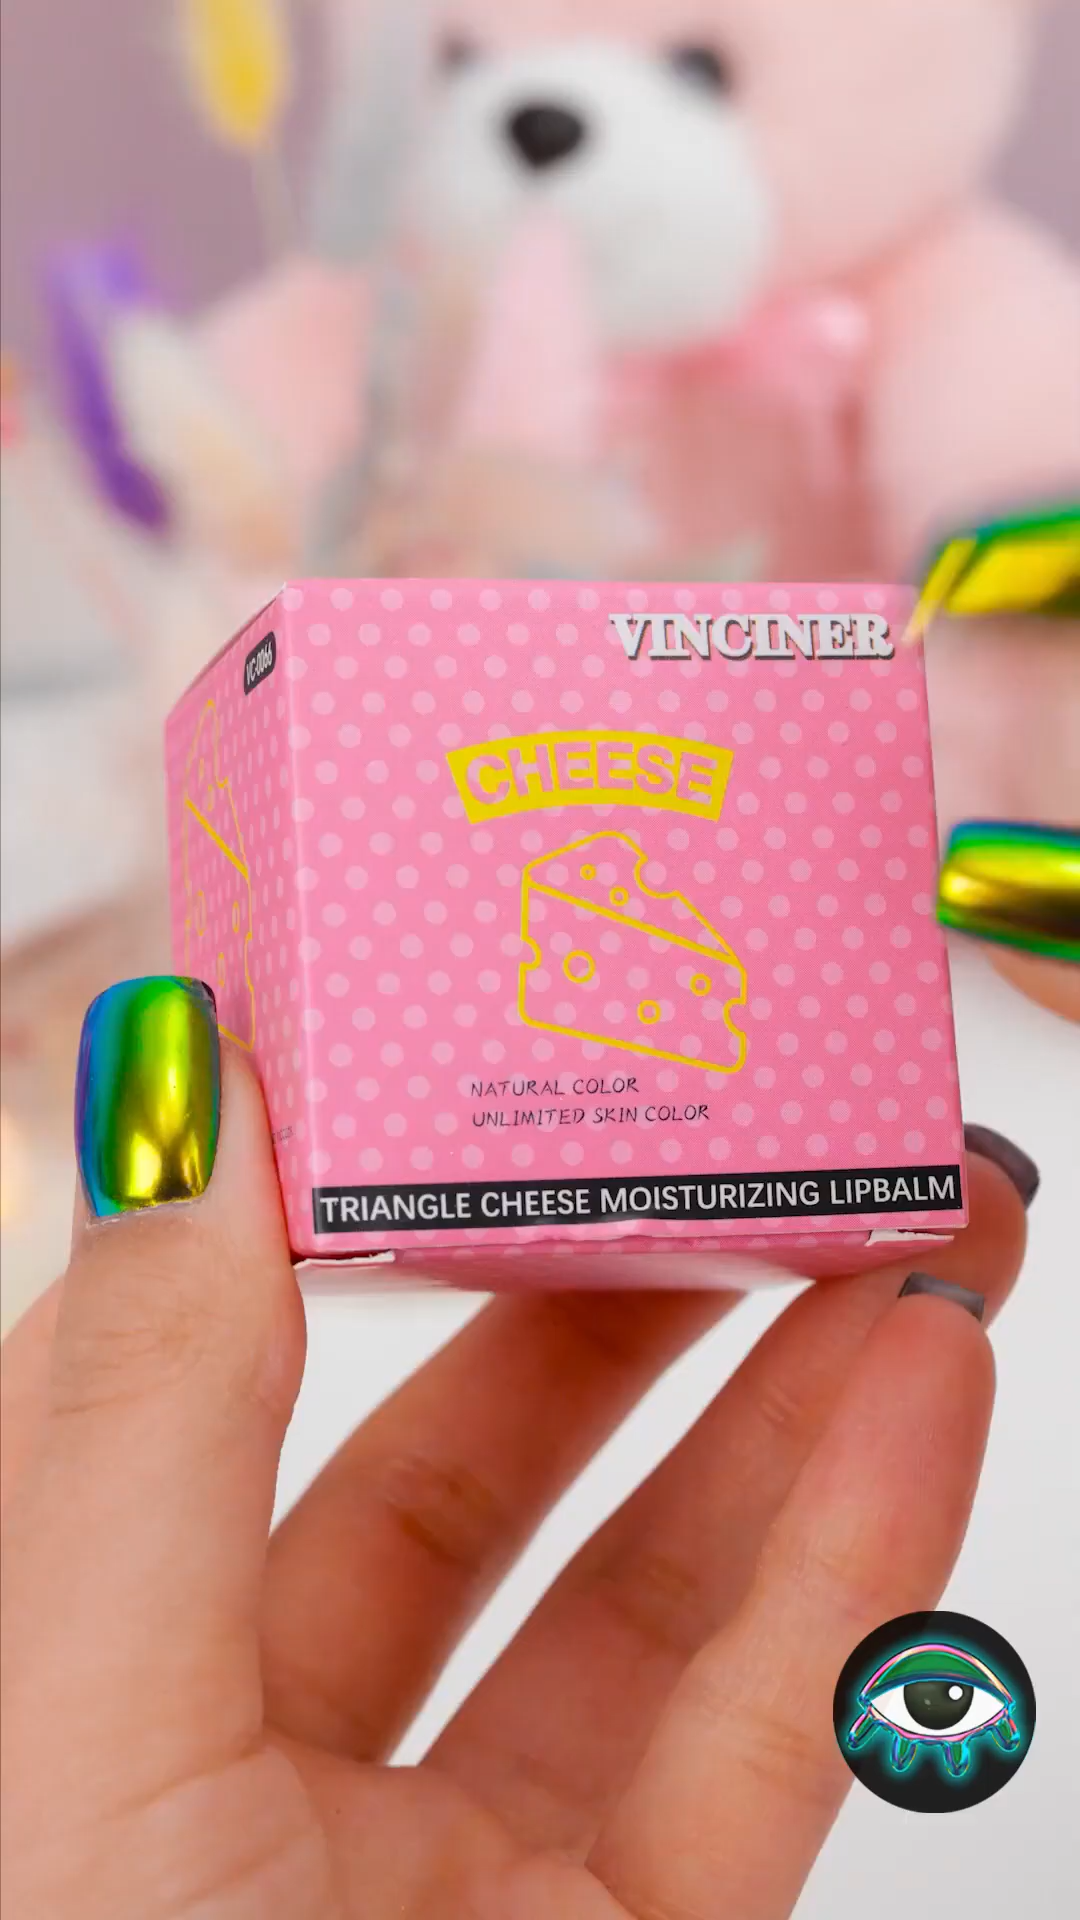 VINCINER
VC-0066
CHEESE
NATURAL COLOR
UNLIMITED SKIN COLOR
TRIANGLE CHEESE MOISTURIZING LIPBALM